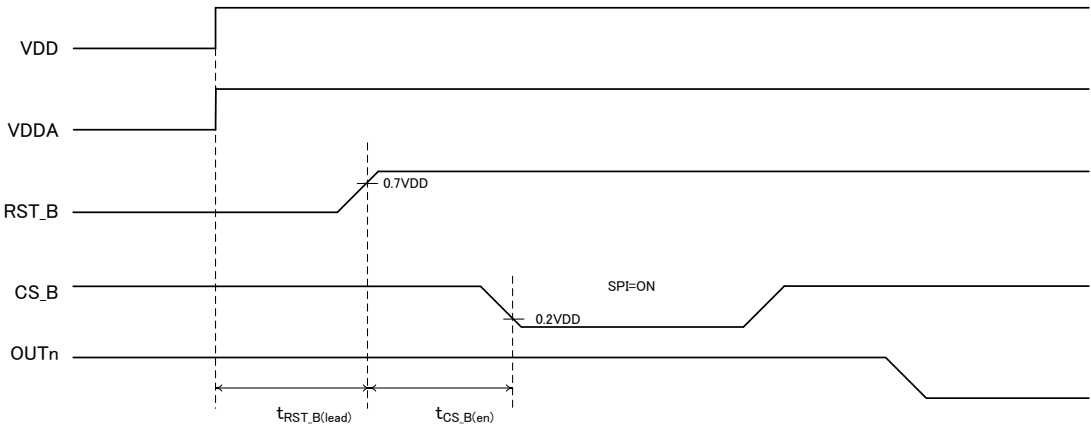 VDD
VDDA
0.7VDD
RST_B
CS_B
SPI=ON
0.2VDD
OUTn
tRST_B(lead)
tCS_B(en)